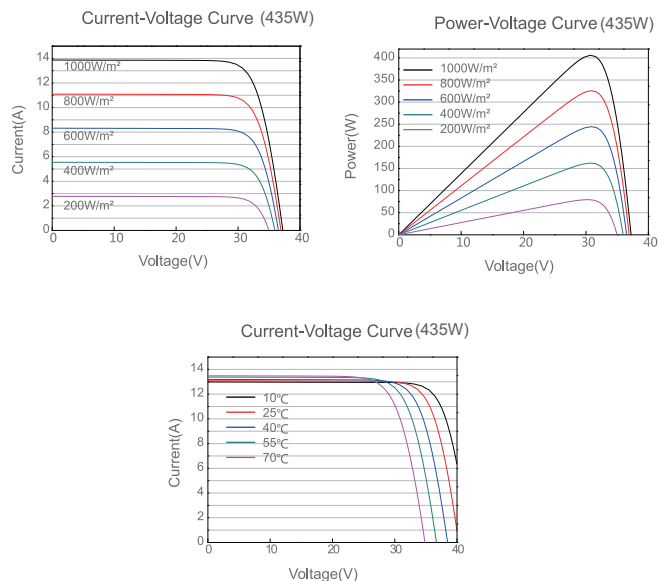 Current-Voltage Curve (435W)
14
12
10
8
6
4
2
0
1000W/m²
800W/m²
600W/m²
400W/m²
200W/m²
Current(A)
0 10 20 30 40
Voltage(V)
Power-Voltage Curve (435W)
400
350
300
250
200
150
100
50
0
1000W/m²
800W/m²
600W/m²
400W/m²
200W/m²
Power(W)
0 10 20 30 40
Voltage(V)
Current-Voltage Curve (435W)
14
12
10
8
6
4
2
0
10℃
25℃
40℃
55℃
70℃
Current(A)
0 10 20 30 40
Voltage(V)